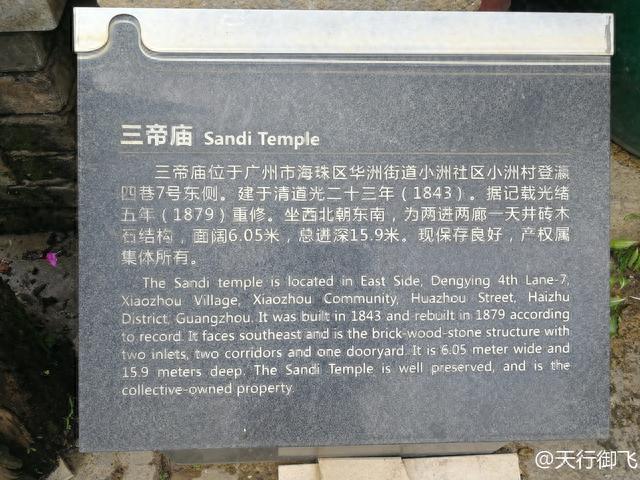 三帝庙 Sandi Temple
三帝庙位于广州市海珠区华洲街道小洲社区小洲村登瀛
四巷7号东侧。建于清道光二十三年（1843）。据记载光绪
五年（1879）重修。坐西北朝东南，为两进两廊一天井砖木
石结构，面阔6.05米，总进深15.9米。现保存良好，产权属
集体所有。
The Sandi temple is located in East Side, Dengying 4th Lane-7,
Xiaozhou Village, Xiaozhou Community, Huazhou Street, Haizhu
District, Guangzhou. It was built in 1843 and rebuilt in 1879 according
to record. It faces southeast and is the brick-wood-stone structure with
two inlets, two corridors and one dooryard. It is 6.05 meter wide and
15.9 meters deep. The Sandi Temple is well preserved, and is the
collective-owned property.
@天行御飞